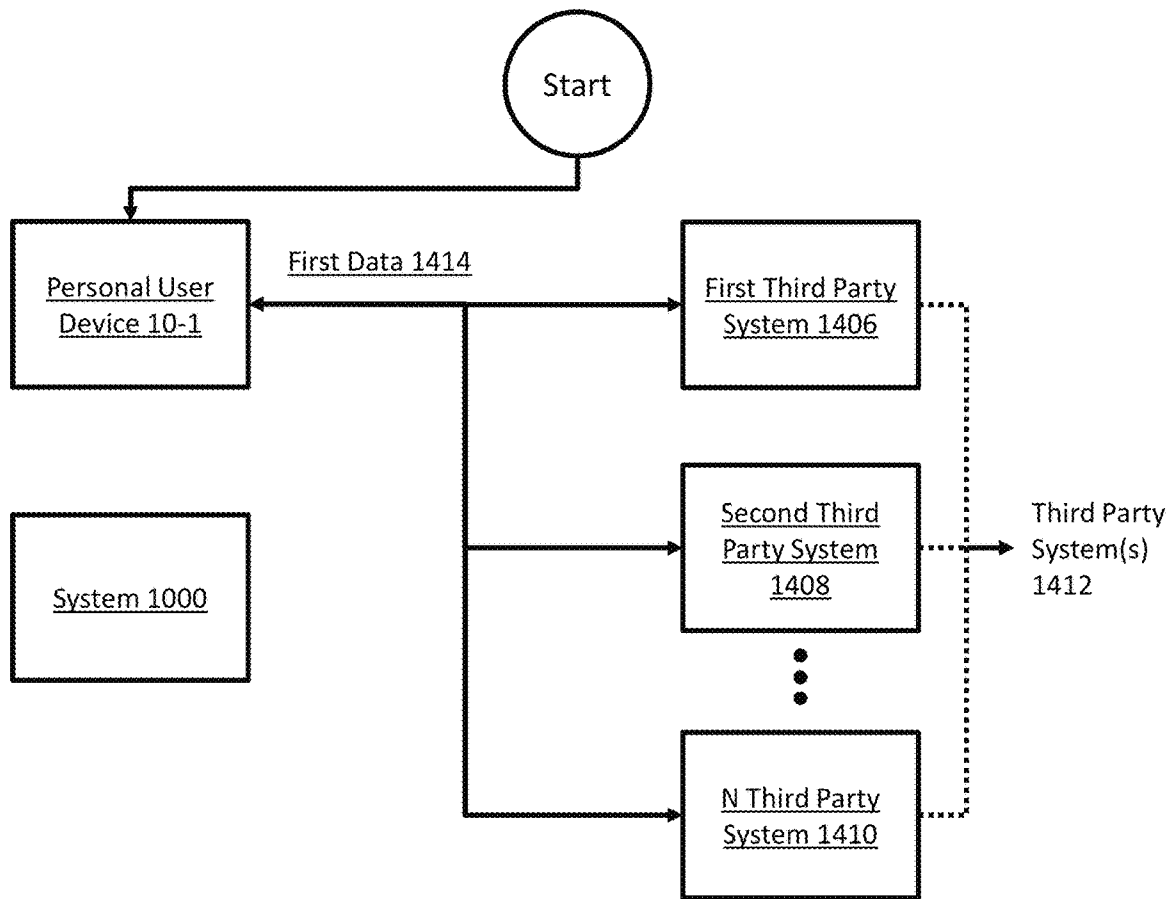 Start
First Data 1414
Personal User
Device 10-1
First Third Party
System 1406
Second Third
Party System
1408
Third Party
System(s)
1412
System 1000
N Third Party
System 1410